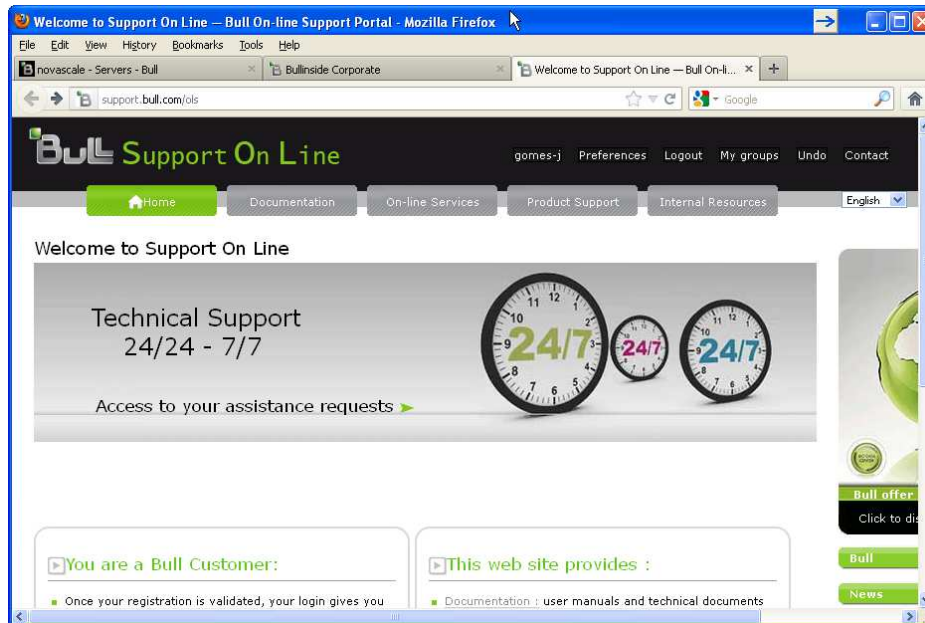 Welcome to Support On Line — Bull On-line Support Portal - Mozilla Firefox
File Edit View History Bookmarks Tools Help
novascale - Servers - Bull
Bullinside Corporate
Welcome to Support On Line — Bull On-li...
support.bull.com/ols
Google
Bull Support On Line
gomes-j Preferences Logout My groups Undo Contact
Home Documentation On-line Services Product Support Internal Resources English
Welcome to Support On Line
Technical Support
24/24 - 7/7
Access to your assistance requests
24/7 24/7 24/7
Bull offer
Click to dis
You are a Bull Customer:
Once your registration is validated, your login gives you
This web site provides :
Documentation : user manuals and technical documents
Bull
News